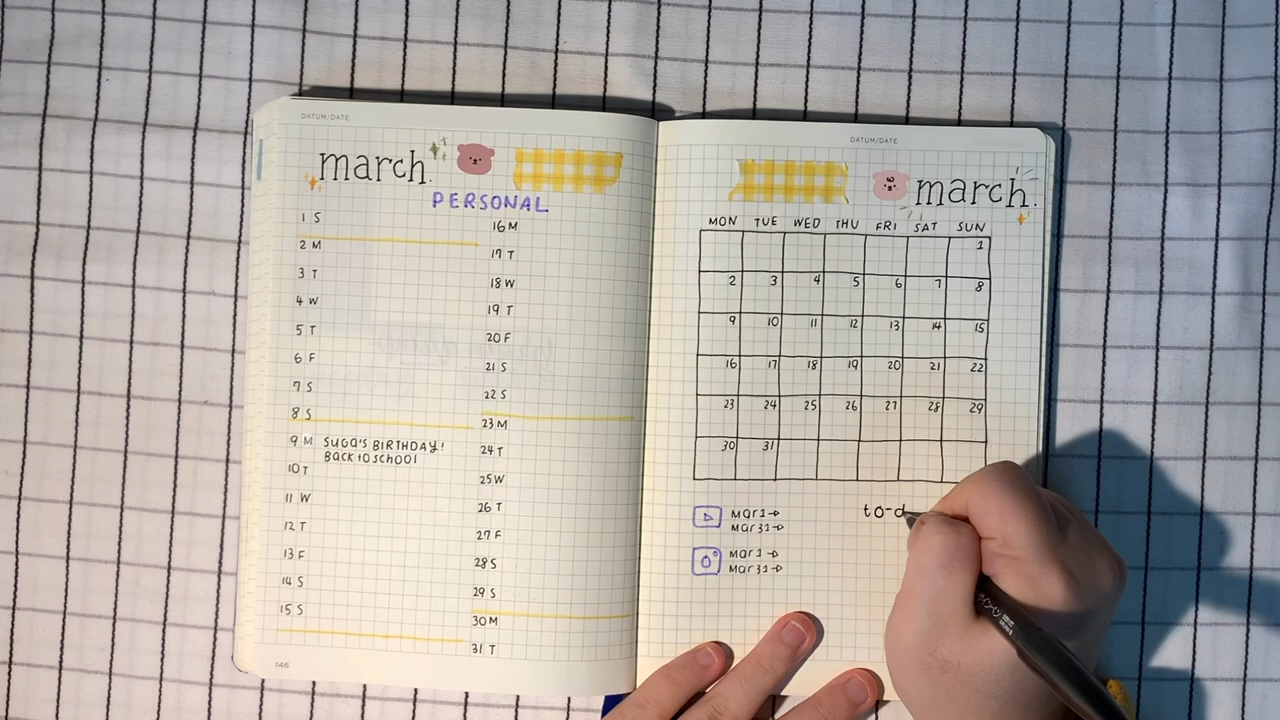 DATUM/DATE
march.
PERSONAL
1 S
2 M
3 T
4 W
5 T
6 F
7 S
8 S
9 M SUGA'S BIRTHDAY!
BACK to SCHOOl
10 T
11 W
12 T
13 F
14 S
15 S
16 M
17 T
18 W
19 T
20 F
21 S
22 S
23 M
24 T
25 W
26 T
27 F
28 S
29 S
30 M
31 T
146
DATUM/DATE
march.
MON TUE WED THU FRI SAT SUN
1
2 3 4 5 6 7 8
9 10 11 12 13 14 15
16 17 18 19 20 21 22
23 24 25 26 27 28 29
30 31
Mar 1 →
Mar 31 →
Mar 1 →
Mar 31 →
to-d